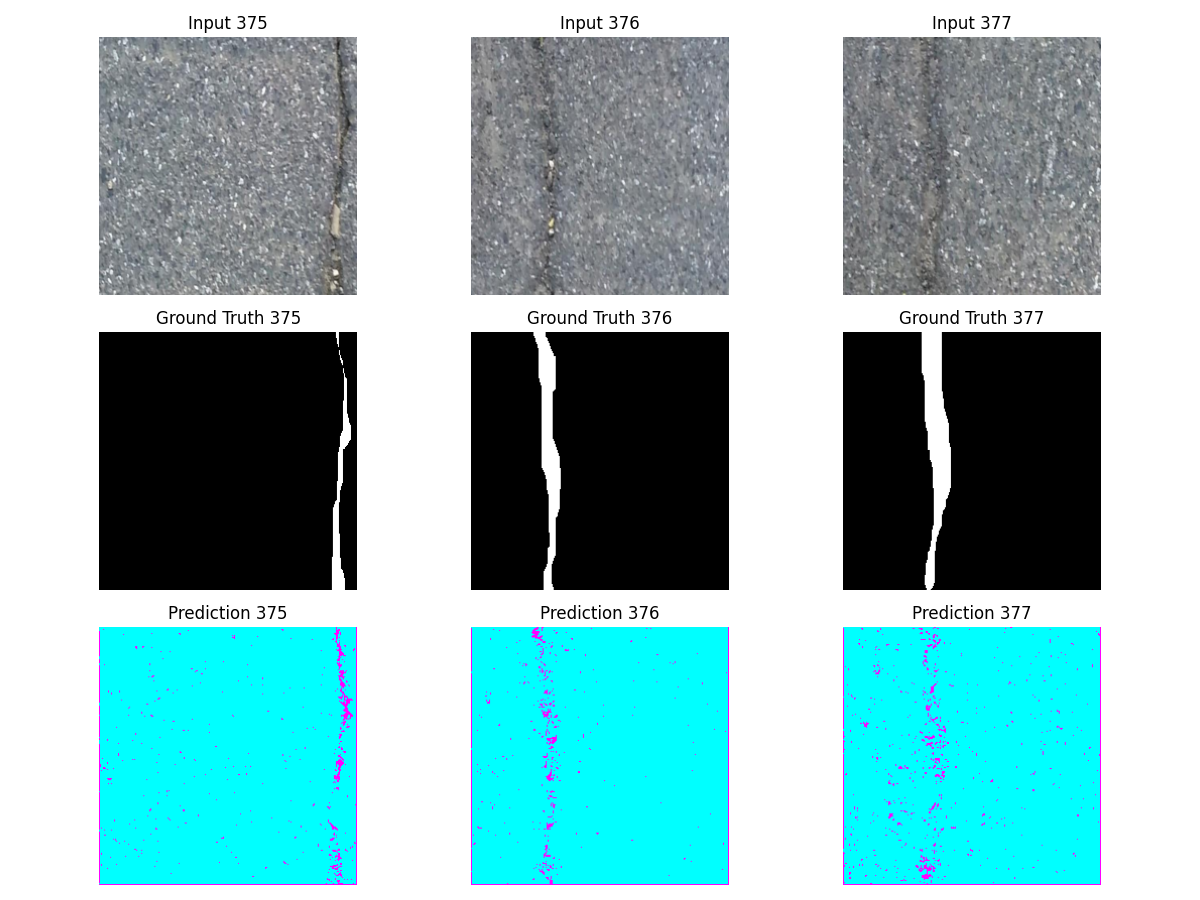 Input 375
Input 376
Input 377
Ground Truth 375
Ground Truth 376
Ground Truth 377
Prediction 375
Prediction 376
Prediction 377